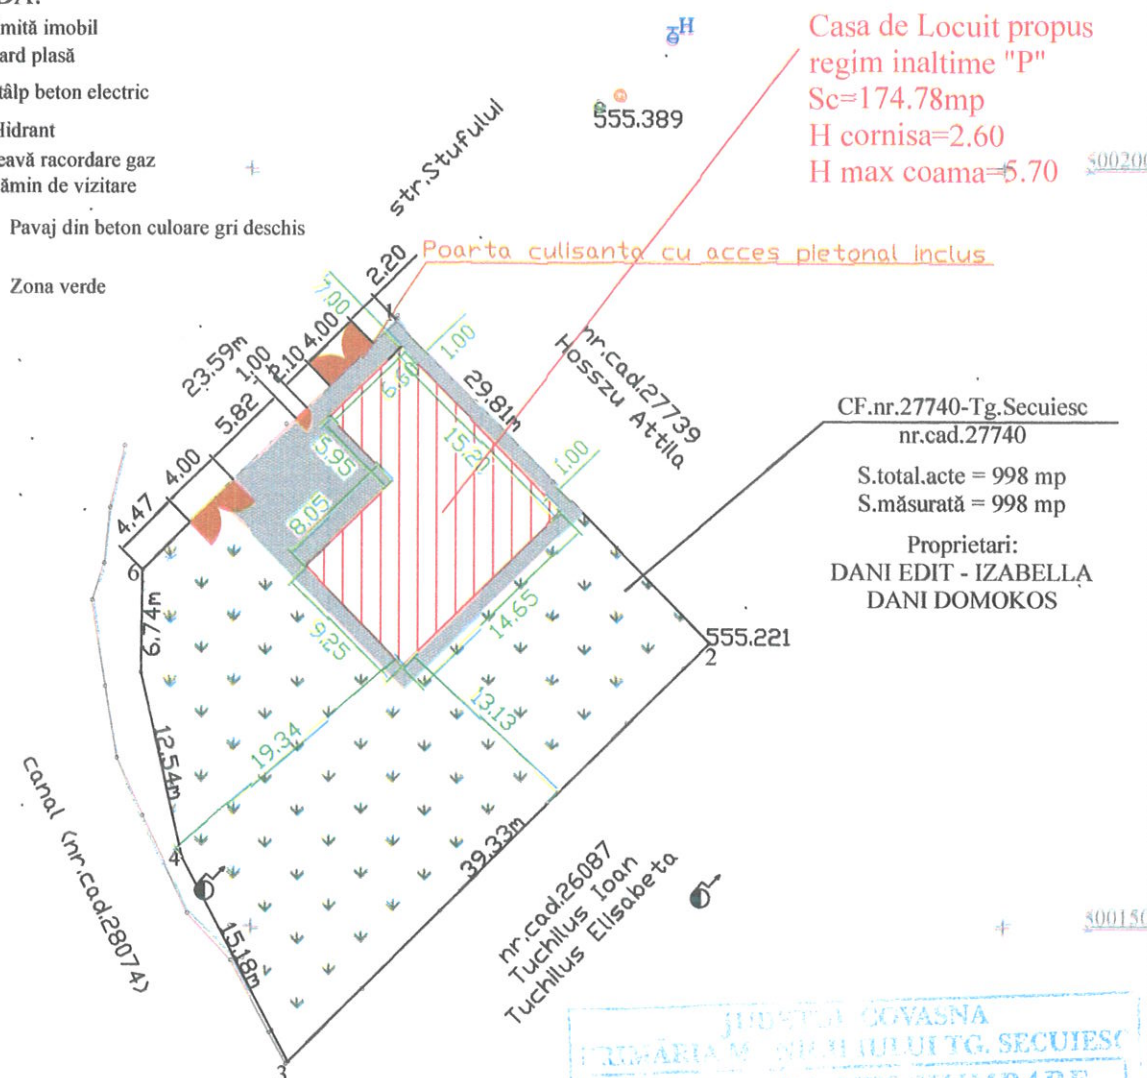 mită imobil
ard plasă
tâlp beton electric
Hidrant
eavă racordare gaz
ămin de vizitare
Pavaj din beton culoare gri deschis
Zona verde
H
555.389
Casa de Locuit propus
regim inaltime "P"
Sc=174.78mp
H cornisa=2.60
H max coama=5.70
str.Stufului
Poarta culisanta cu acces pietonal inclus
2.20
7.00
4.00
2.10
1.00
23.59m
5.82
4.00
4.47
1
1.00
6.60
29.81m
15.20
1.00
5.95
8.05
9.25
14.65
13.13
19.34
nr.cad.27739
Hosszu Attila
CF.nr.27740-Tg.Secuiesc
nr.cad.27740
S.total.acte = 998 mp
S.măsurată = 998 mp
Proprietari:
DANI EDIT - IZABELLA
DANI DOMOKOS
555.221
2
6
6.74m
12.54m
4
15.18m
3
39.33m
canal (nr.cad.28074)
nr.cad.26087
Tuchilus Ioan
Tuchilus Elisabeta
COVASNA
TG. SECUIESC